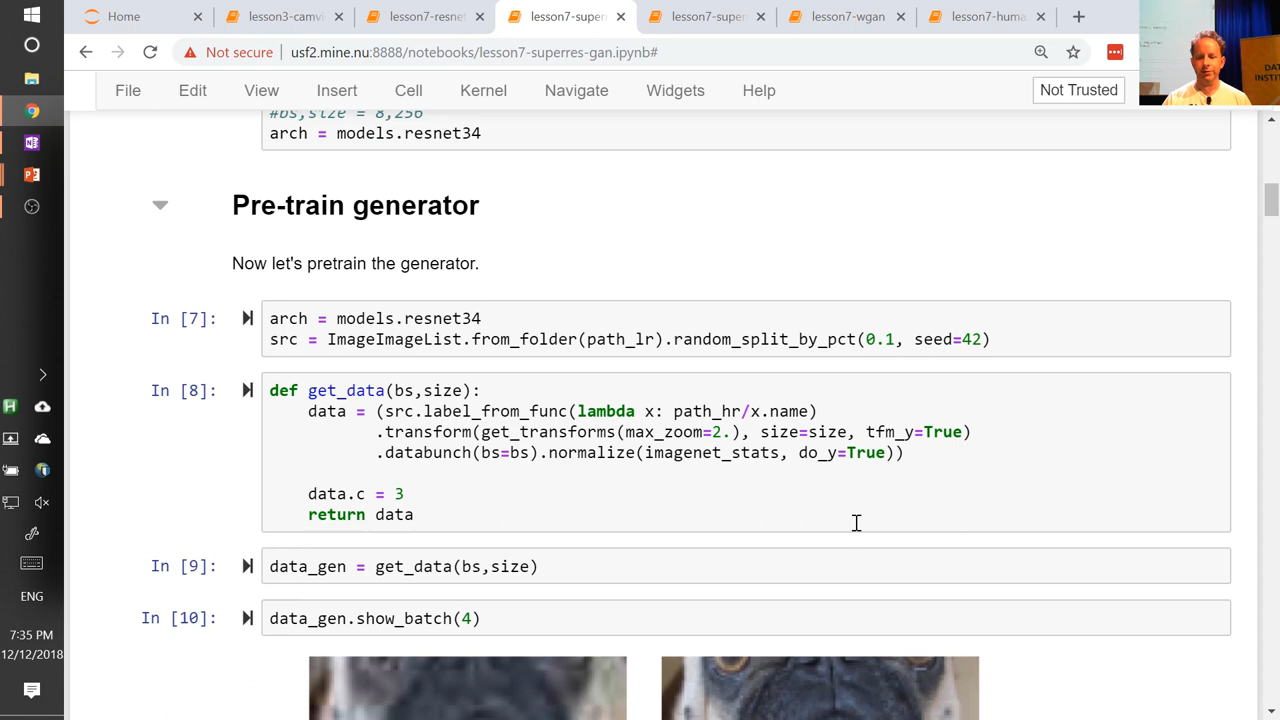 Home
lesson3-camvi
lesson7-resnet
lesson7-super
lesson7-super
lesson7-wgan
lesson7-huma
Not secure
usf2.mine.nu:8888/notebooks/lesson7-superres-gan.ipynb#
File
Edit
View
Insert
Cell
Kernel
Navigate
Widgets
Help
Not Trusted
#bs,size = 8,256
arch = models.resnet34
Pre-train generator
Now let's pretrain the generator.
In [7]:
arch = models.resnet34
src = ImageImageList.from_folder(path_lr).random_split_by_pct(0.1, seed=42)
In [8]:
def get_data(bs,size):
data = (src.label_from_func(lambda x: path_hr/x.name)
.transform(get_transforms(max_zoom=2.), size=size, tfm_y=True)
.databunch(bs=bs).normalize(imagenet_stats, do_y=True))
data.c = 3
return data
In [9]:
data_gen = get_data(bs,size)
In [10]:
data_gen.show_batch(4)
ENG
7:35 PM
12/12/2018